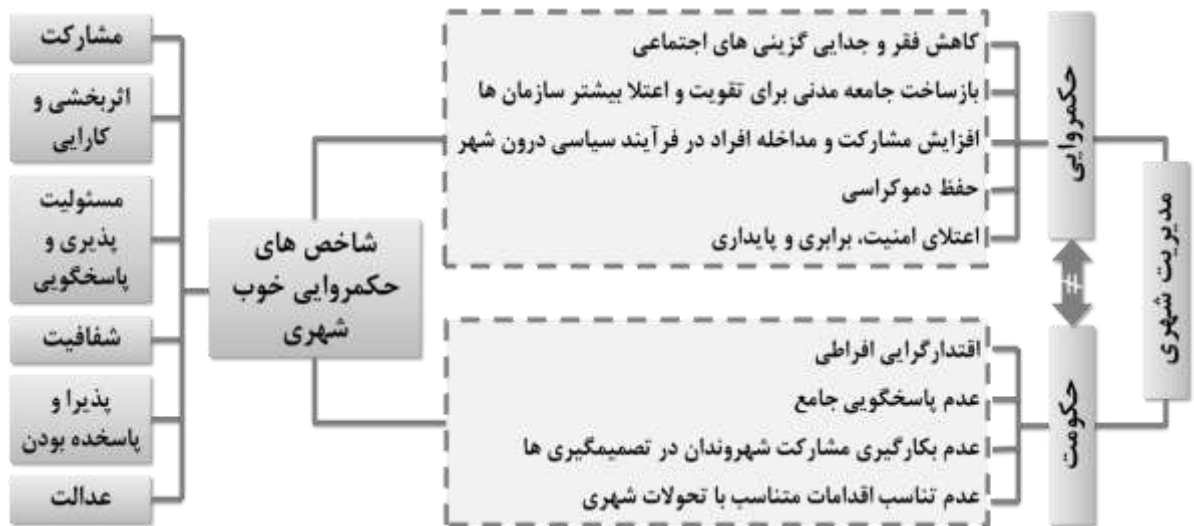 مدیریت شهری
حکمروایی
کاهش فقر و جدایی گزینی های اجتماعی
بازساخت جامعه مدنی برای تقویت و اعتلا بیشتر سازمان ها
افزایش مشارکت و مداخله افراد در فرآیند سیاسی درون شهر
حفظ دموکراسی
اعتلای امنیت، برابری و پایداری
≠
حکومت
اقتدارگرایی افراطی
عدم پاسخگویی جامع
عدم بکارگیری مشارکت شهروندان در تصمیمگیری ها
عدم تناسب اقدامات متناسب با تحولات شهری
شاخص های
حکمروایی خوب
شهری
مشارکت
اثربخشی و
کارایی
مسئولیت
پذیری و
پاسخگویی
شفافیت
پذیرا و
پاسخده بودن
عدالت